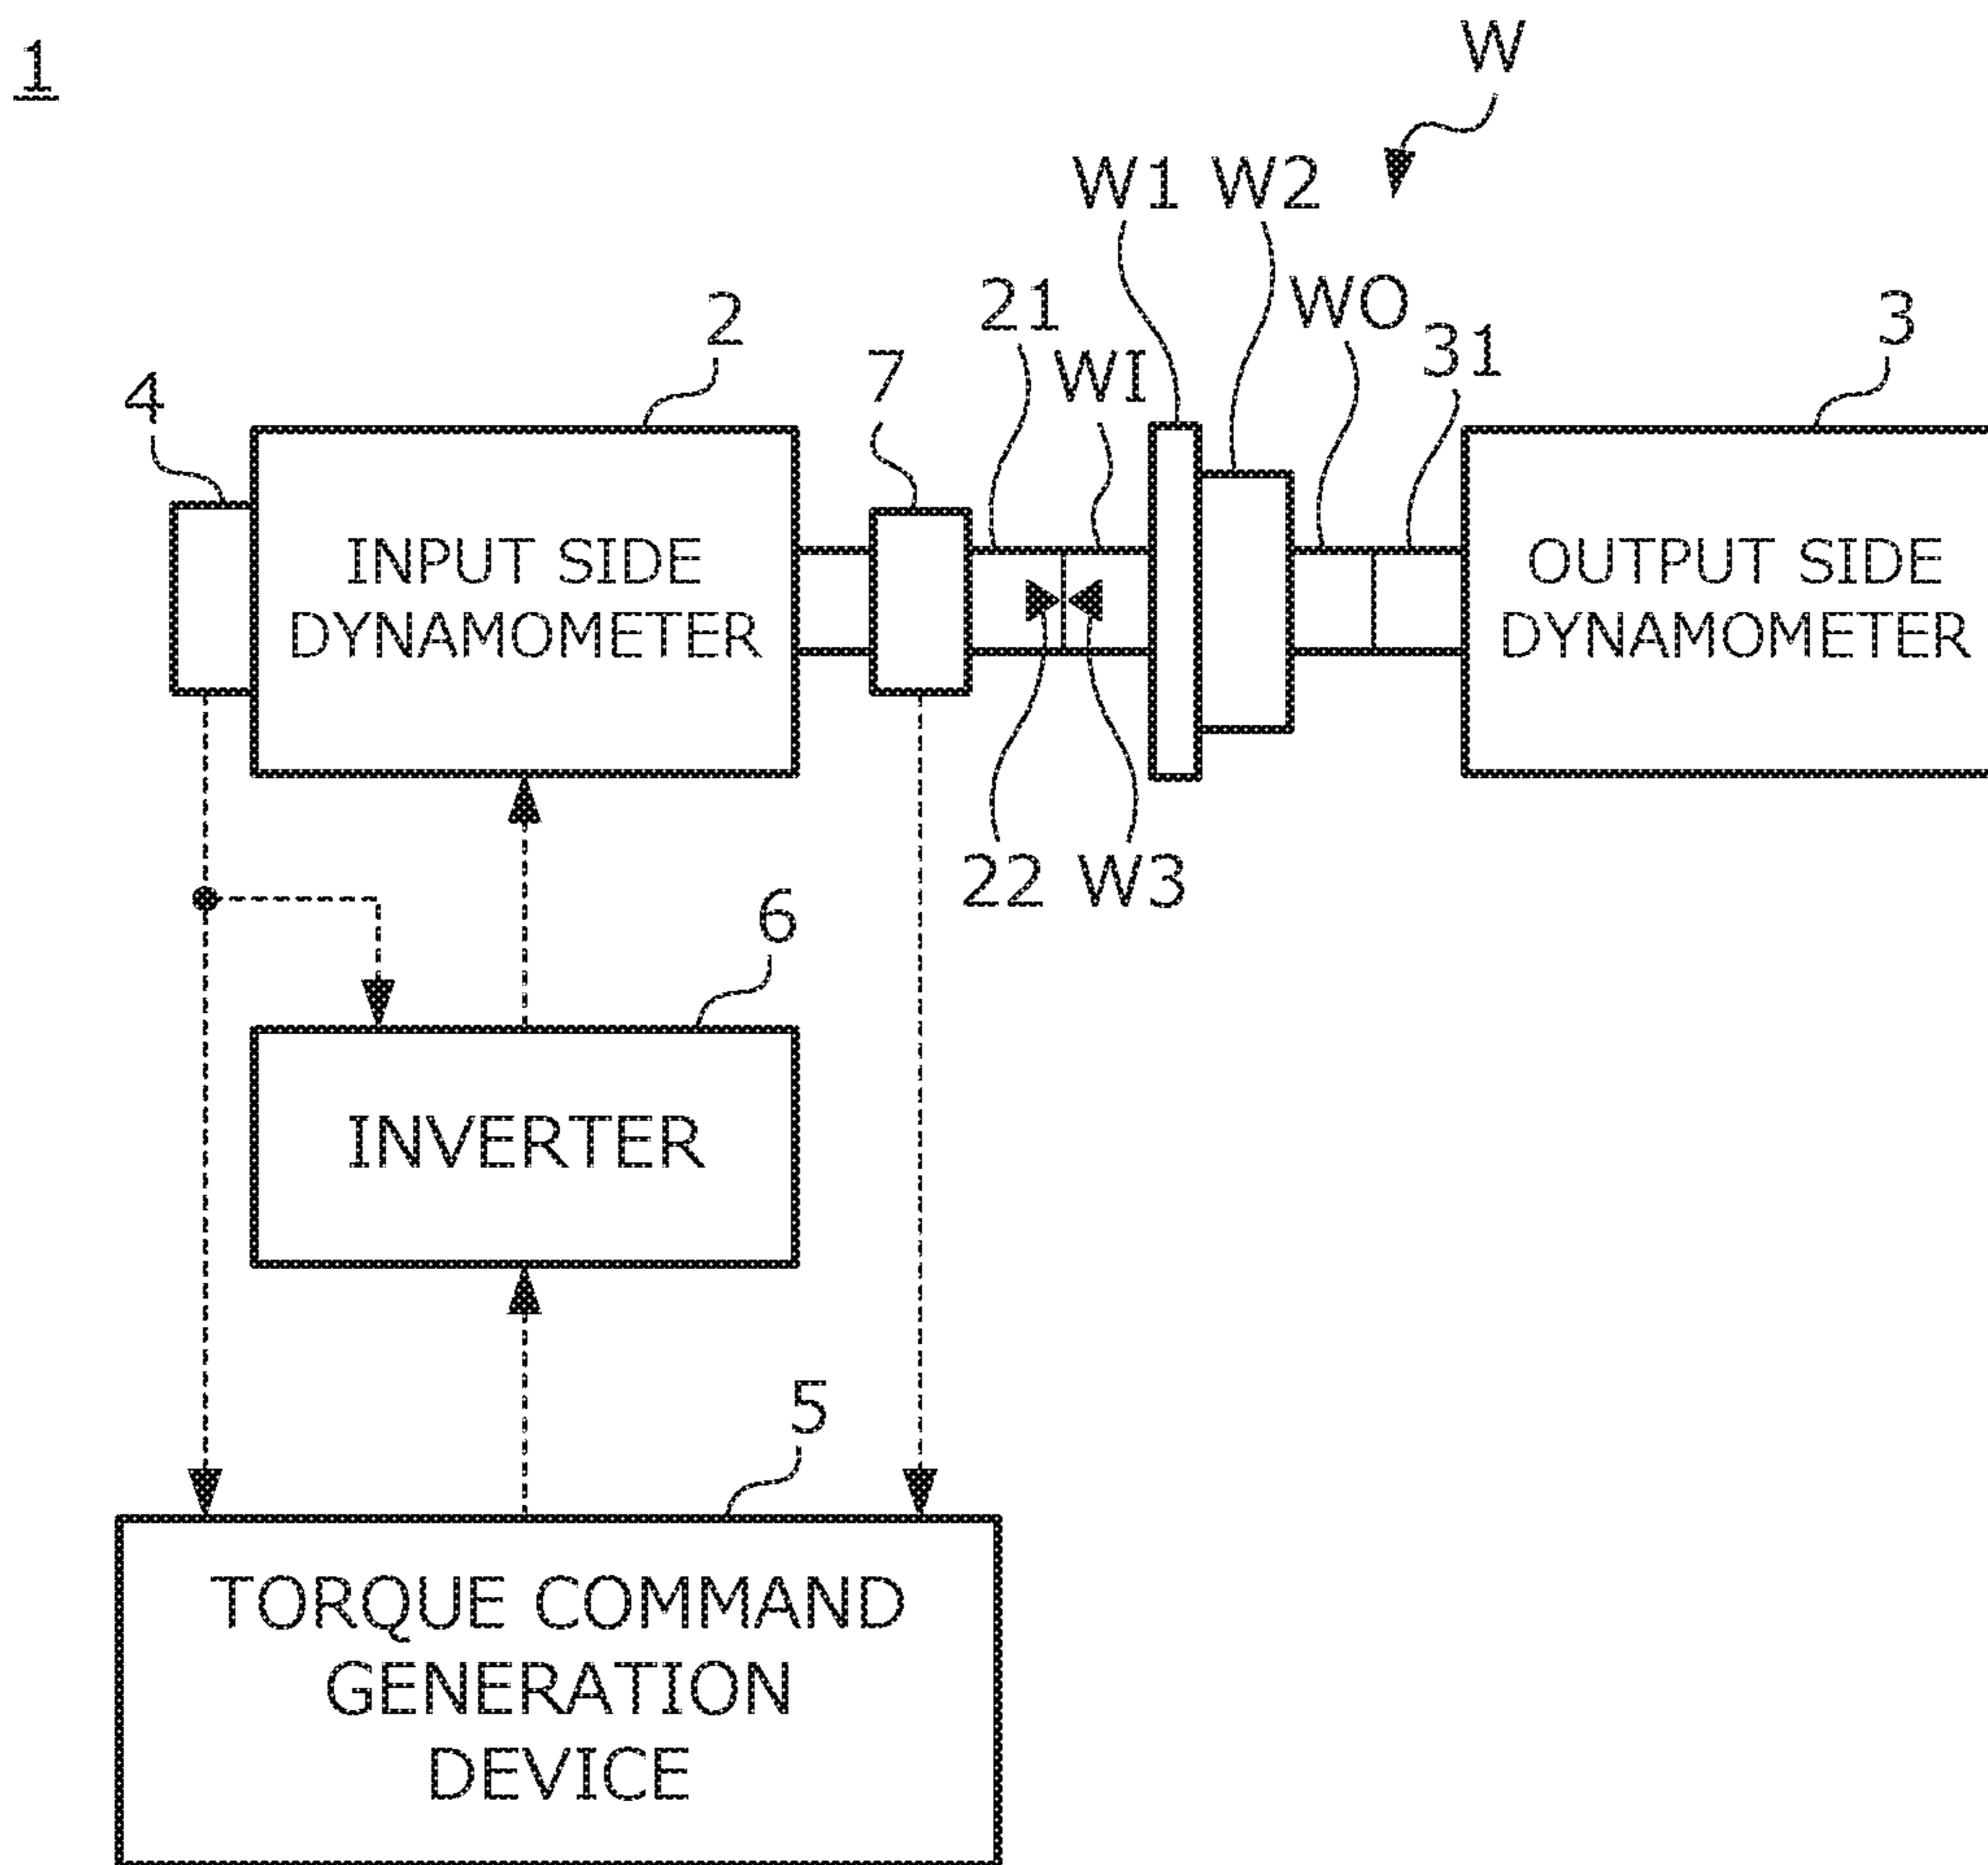 1
W
W1 W2
21
WO
2
7
WI
31
3
4
INPUT SIDE
DYNAMOMETER
OUTPUT SIDE
DYNAMOMETER
22 W3
6
INVERTER
5
TORQUE COMMAND
GENERATION
DEVICE